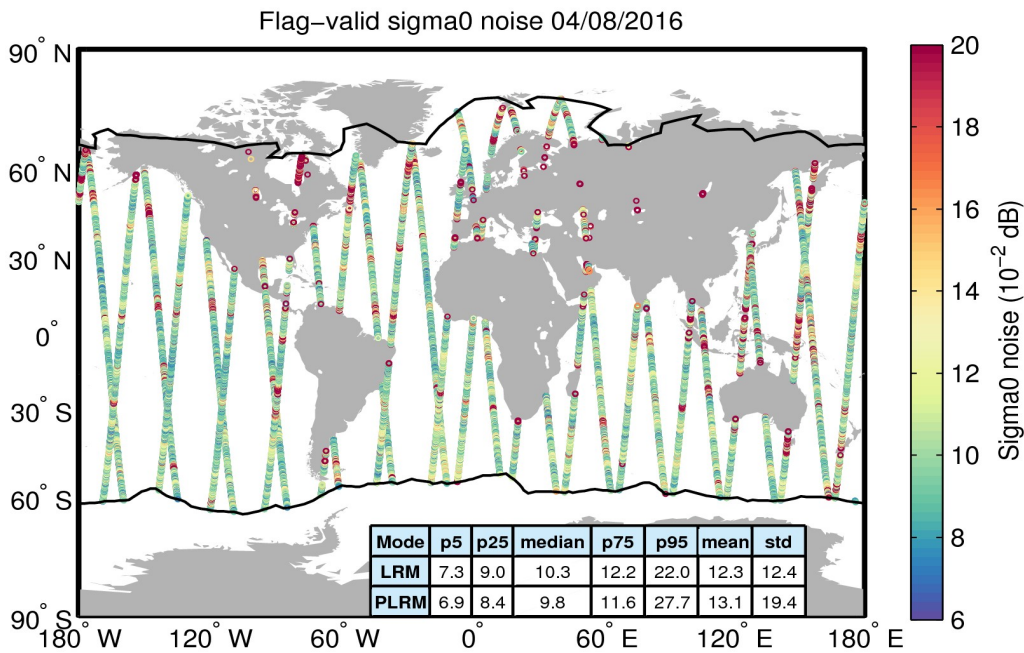 Flag−valid sigma0 noise 04/08/2016
90° N
60° N
30° N
0°
30° S
60° S
90° S
180° W
120° W
60° W
0°
60° E
120° E
180° E
Mode p5 p25 median p75 p95 mean std
LRM 7.3 9.0 10.3 12.2 22.0 12.3 12.4
PLRM 6.9 8.4 9.8 11.6 27.7 13.1 19.4
20
18
16
14
12
10
8
6
Sigma0 noise (10⁻² dB)